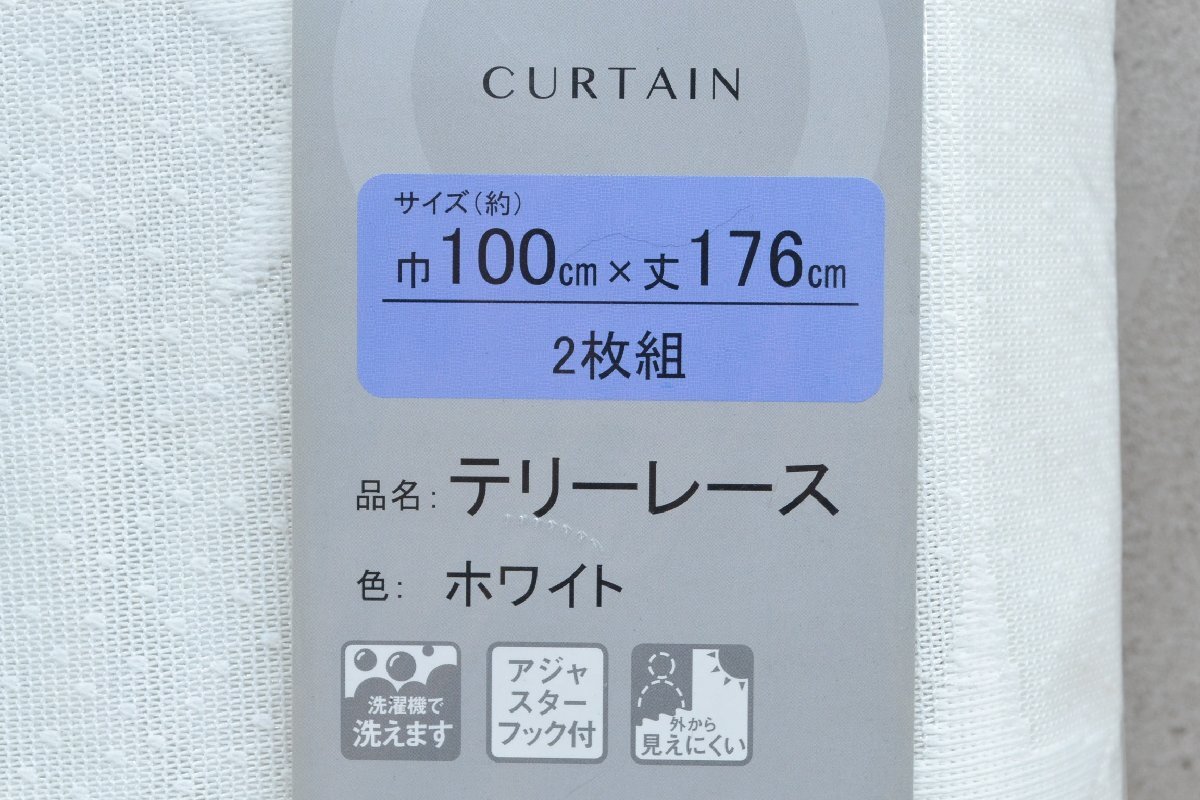 CURTAIN
サイズ（約）
巾100cm×丈176cm
2枚組
品名：テリーレース
色：ホワイト
洗濯機で
洗えます
アジャ
スター
フック付
外から
見えにくい